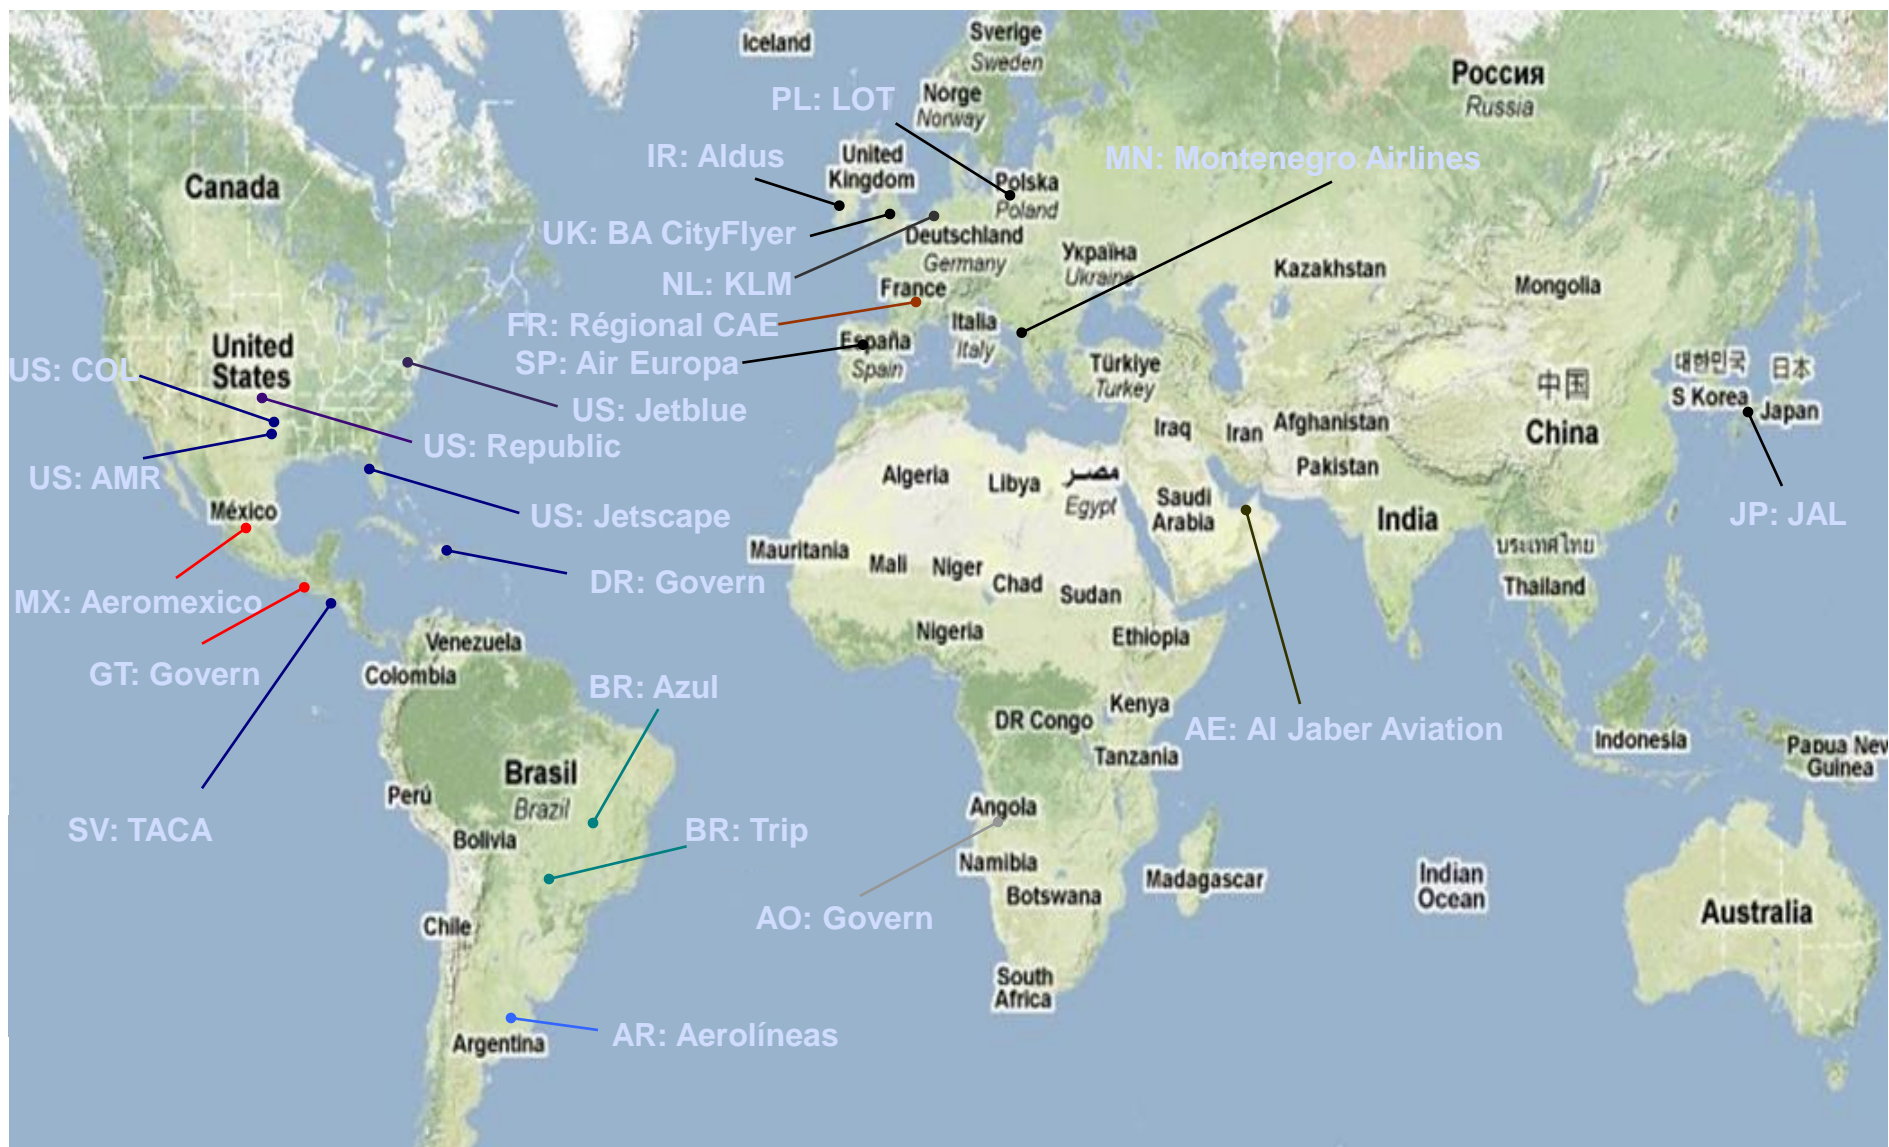 Iceland
Sverige
Sweden
Россия
Russia
PL: LOT
Norge
Norway
IR: Aldus
United
Kingdom
MN: Montenegro Airlines
Canada
Polska
Poland
UK: BA CityFlyer
Deutschland
Germany
Україна
Ukraine
Kazakhstan
Mongolia
NL: KLM
France
FR: Régional CAE
Italia
Italy
United
States
US: COL
SP: Air Europa
España
Spain
Türkiye
Turkey
中国
China
대한민국
S Korea
日本
Japan
US: Jetblue
US: Republic
Iraq
Iran
Afghanistan
US: AMR
Algeria
Libya
مصر
Egypt
Saudi
Arabia
Pakistan
México
US: Jetscape
India
JP: JAL
Mauritania
Mali
Niger
Chad
Sudan
ประเทศไทย
Thailand
DR: Govern
MX: Aeromexico
Venezuela
Nigeria
Ethiopia
GT: Govern
Colombia
BR: Azul
DR Congo
Kenya
AE: Al Jaber Aviation
Tanzania
Indonesia
Papua New
Guinea
Brasil
Brazil
Perú
Angola
SV: TACA
Bolivia
BR: Trip
Namibia
Botswana
Madagascar
Indian
Ocean
Chile
AO: Govern
Australia
South
Africa
AR: Aerolíneas
Argentina